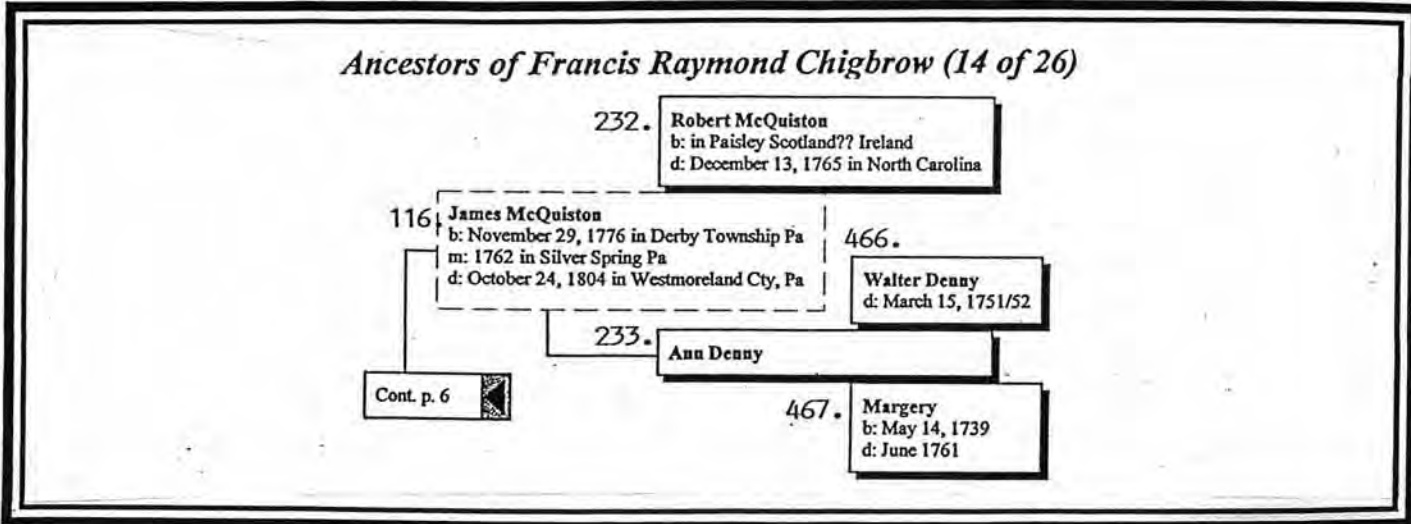 Ancestors of Francis Raymond Chigbrow (14 of 26)
232.
Robert McQuiston
b: in Paisley Scotland?? Ireland
d: December 13, 1765 in North Carolina
116.
James McQuiston
b: November 29, 1776 in Derby Township Pa
m: 1762 in Silver Spring Pa
d: October 24, 1804 in Westmoreland Cty, Pa
466.
Walter Denny
d: March 15, 1751/52
233.
Ann Denny
Cont. p. 6
467.
Margery
b: May 14, 1739
d: June 1761